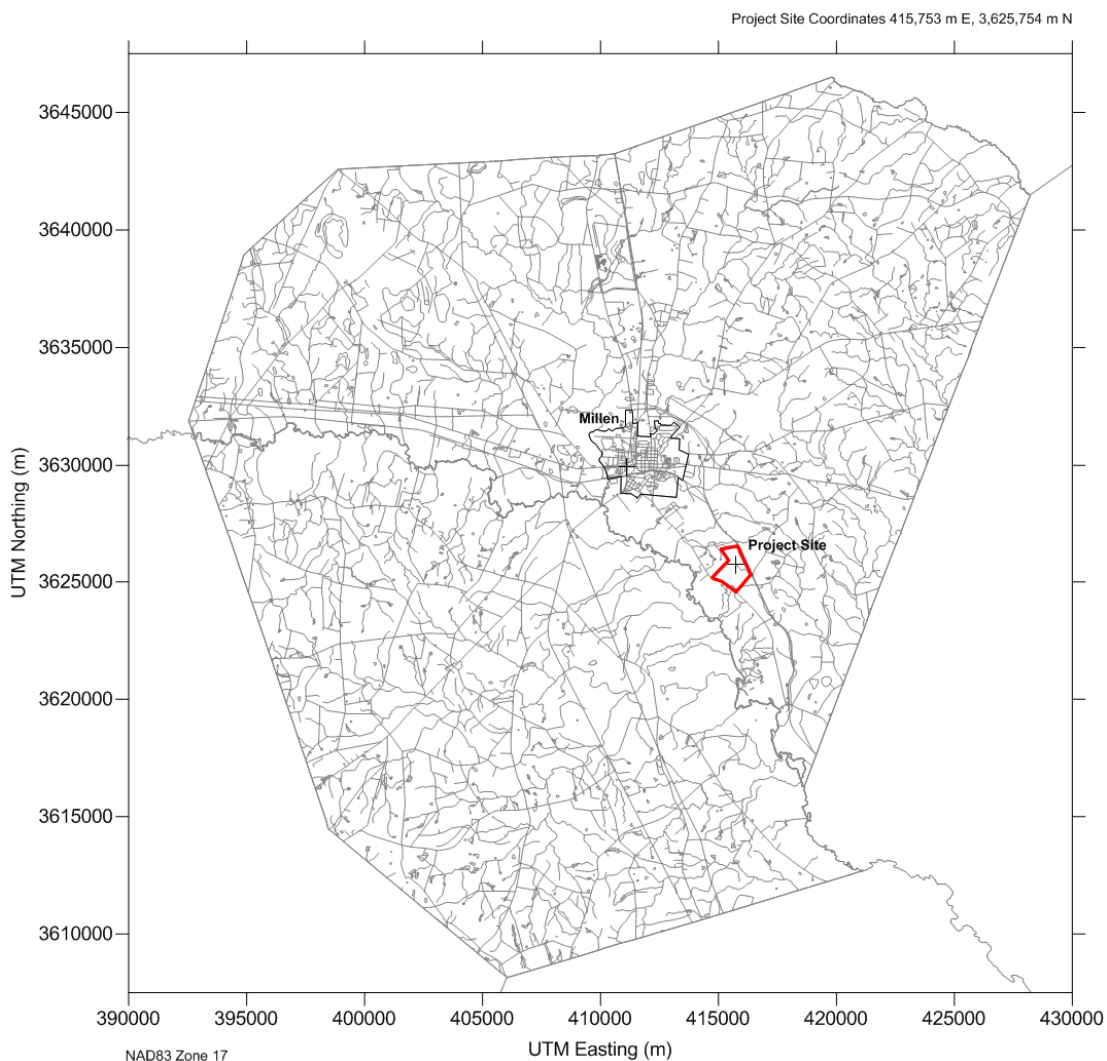 Project Site Coordinates 415,753 m E, 3,625,754 m N
3645000
3640000
3635000
Millen
3630000
Project Site
3625000
3620000
3615000
3610000
UTM Northing (m)
390000 395000 400000 405000 410000 415000 420000 425000 430000
UTM Easting (m)
NAD83 Zone 17